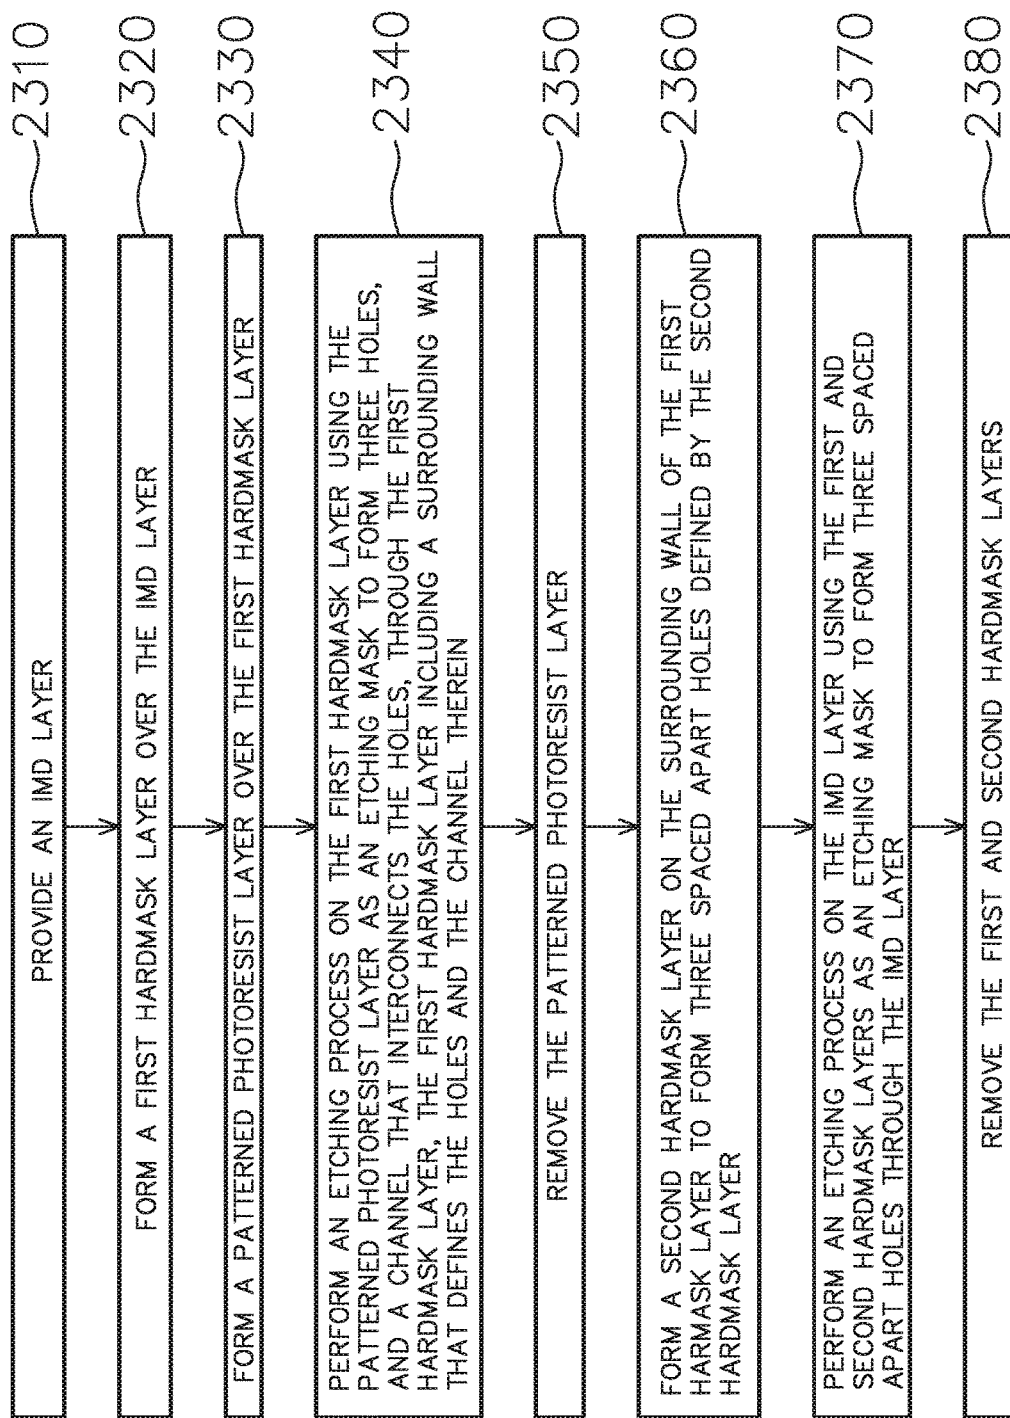 PROVIDE AN IMD LAYER
2310
FORM A FIRST HARDMASK LAYER OVER THE IMD LAYER
2320
FORM A PATTERNED PHOTORESIST LAYER OVER THE FIRST HARDMASK LAYER
2330
PERFORM AN ETCHING PROCESS ON THE FIRST HARDMASK LAYER USING THE
PATTERNED PHOTORESIST LAYER AS AN ETCHING MASK TO FORM THREE HOLES,
AND A CHANNEL THAT INTERCONNECTS THE HOLES, THROUGH THE FIRST
HARDMASK LAYER, THE FIRST HARDMASK LAYER INCLUDING A SURROUNDING WALL
THAT DEFINES THE HOLES AND THE CHANNEL THEREIN
2340
REMOVE THE PATTERNED PHOTORESIST LAYER
2350
FORM A SECOND HARDMASK LAYER ON THE SURROUNDING WALL OF THE FIRST
HARMASK LAYER TO FORM THREE SPACED APART HOLES DEFINED BY THE SECOND
HARDMASK LAYER
2360
PERFORM AN ETCHING PROCESS ON THE IMD LAYER USING THE FIRST AND
SECOND HARDMASK LAYERS AS AN ETCHING MASK TO FORM THREE SPACED
APART HOLES THROUGH THE IMD LAYER
2370
REMOVE THE FIRST AND SECOND HARDMASK LAYERS
2380